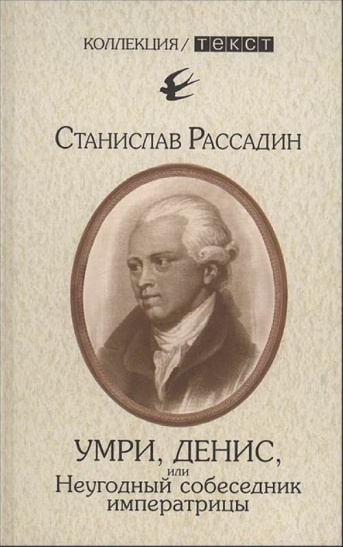 КОЛЛЕКЦИЯ / ТЕКСТ
СТАНИСЛАВ РАССАДИН
УМРИ, ДЕНИС,
или
Неугодный собеседник
императрицы